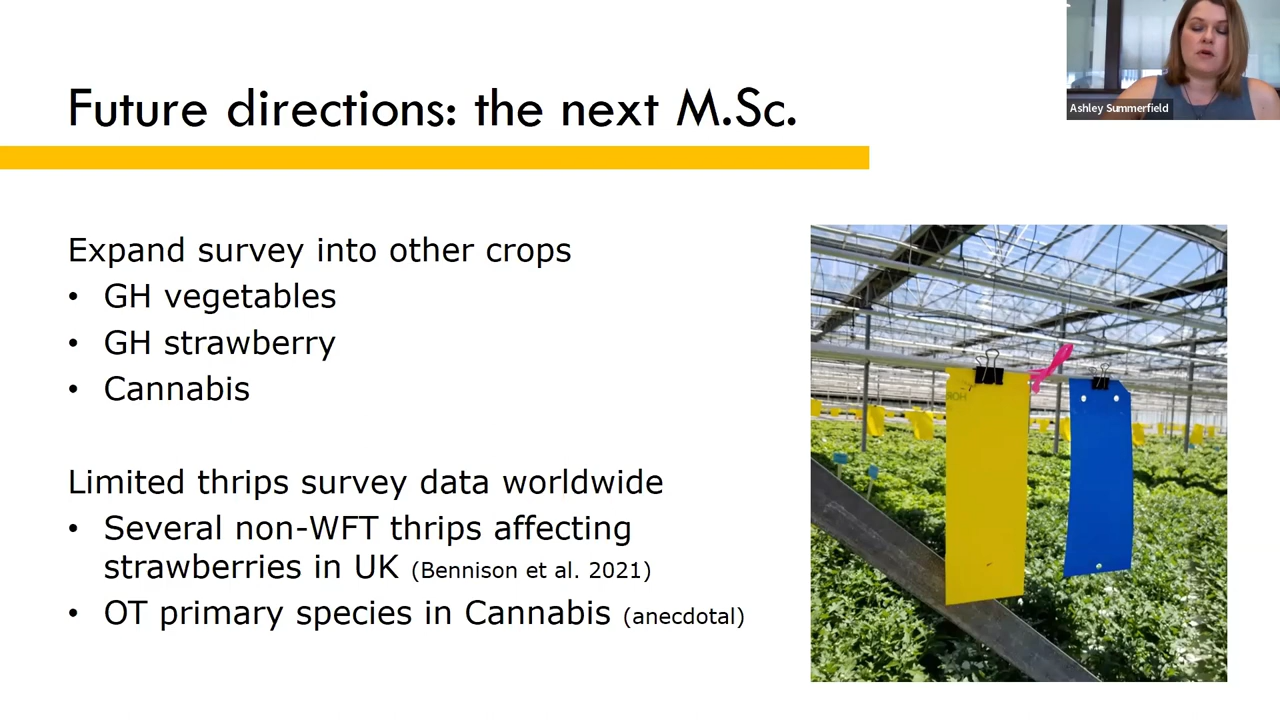 Ashley Summerfield
Future directions: the next M.Sc.
Expand survey into other crops
• GH vegetables
• GH strawberry
• Cannabis
Limited thrips survey data worldwide
• Several non-WFT thrips affecting
strawberries in UK (Bennison et al. 2021)
• OT primary species in Cannabis (anecdotal)